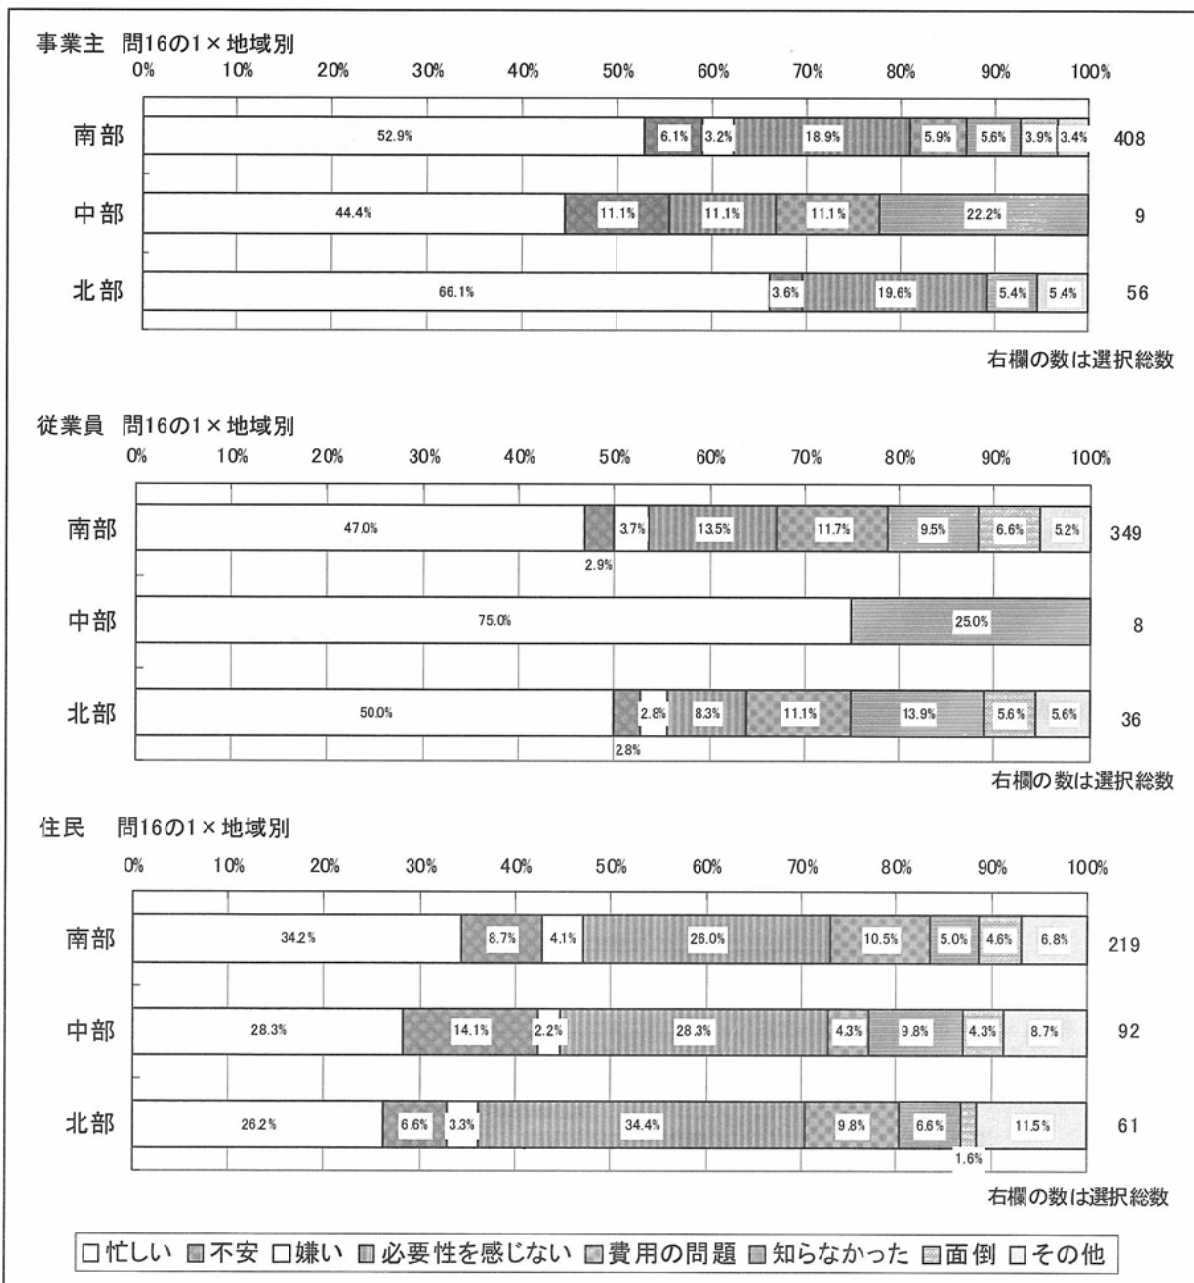 事業主 問16の1×地域別
0% 10% 20% 30% 40% 50% 60% 70% 80% 90% 100%
南部 52.9% 6.1% 3.2% 18.9% 5.9% 5.6% 3.9% 3.4% 408
中部 44.4% 11.1% 11.1% 11.1% 22.2% 9
北部 66.1% 3.6% 19.6% 5.4% 5.4% 56
右欄の数は選択総数
従業員 問16の1×地域別
0% 10% 20% 30% 40% 50% 60% 70% 80% 90% 100%
南部 47.0% 3.7% 13.5% 11.7% 9.5% 6.6% 5.2% 349
2.9%
中部 75.0% 25.0% 8
北部 50.0% 2.8% 8.3% 11.1% 13.9% 5.6% 5.6% 36
2.8%
右欄の数は選択総数
住民 問16の1×地域別
0% 10% 20% 30% 40% 50% 60% 70% 80% 90% 100%
南部 34.2% 8.7% 4.1% 26.0% 10.5% 5.0% 4.6% 6.8% 219
中部 28.3% 14.1% 2.2% 28.3% 4.3% 9.8% 4.3% 8.7% 92
北部 26.2% 6.6% 3.3% 34.4% 9.8% 6.6% 11.5% 61
1.6%
右欄の数は選択総数
忙しい 不安 嫌い 必要性を感じない 費用の問題 知らなかった 面倒 その他